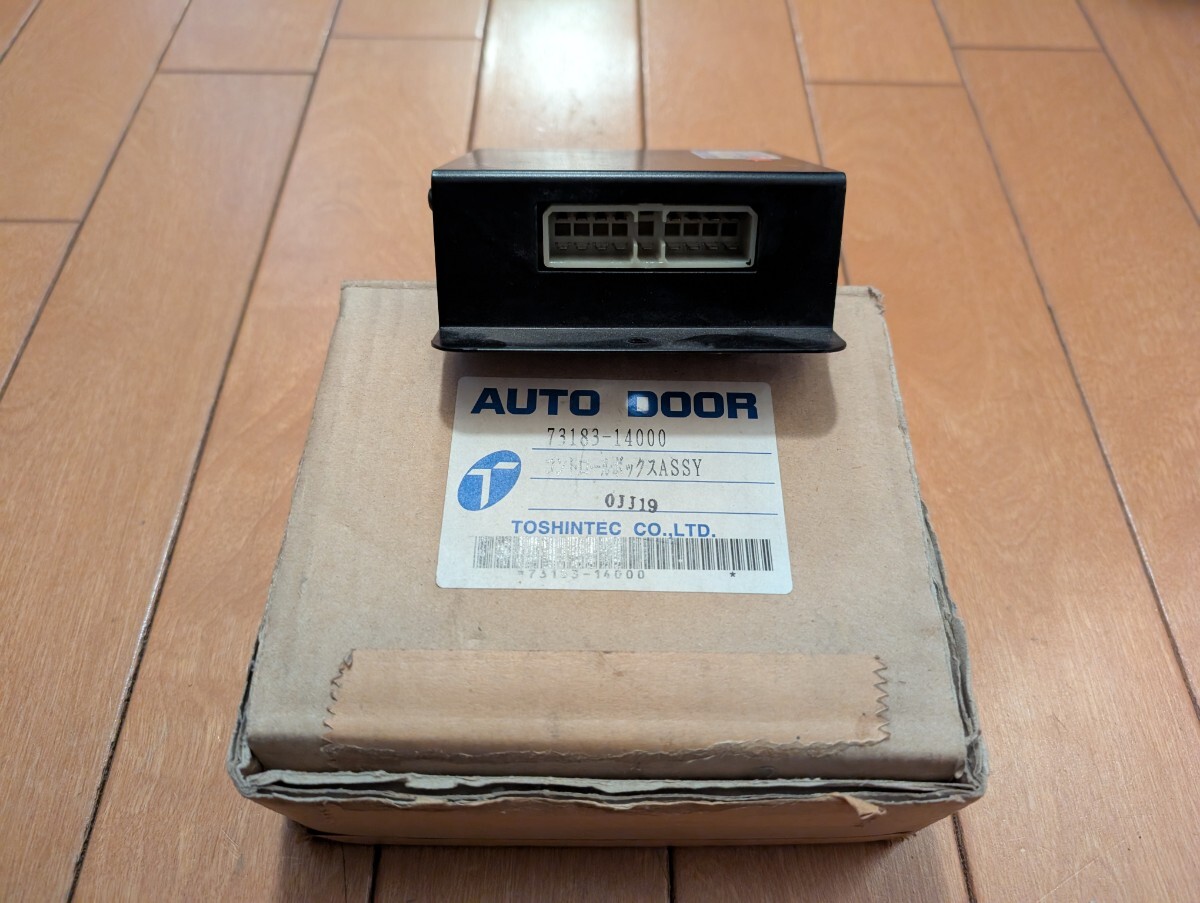 AUTO DOOR
73183-14000
コントロールボックスASSY
0JJ19
TOSHINTEC CO.,LTD.
*73183-14000 *